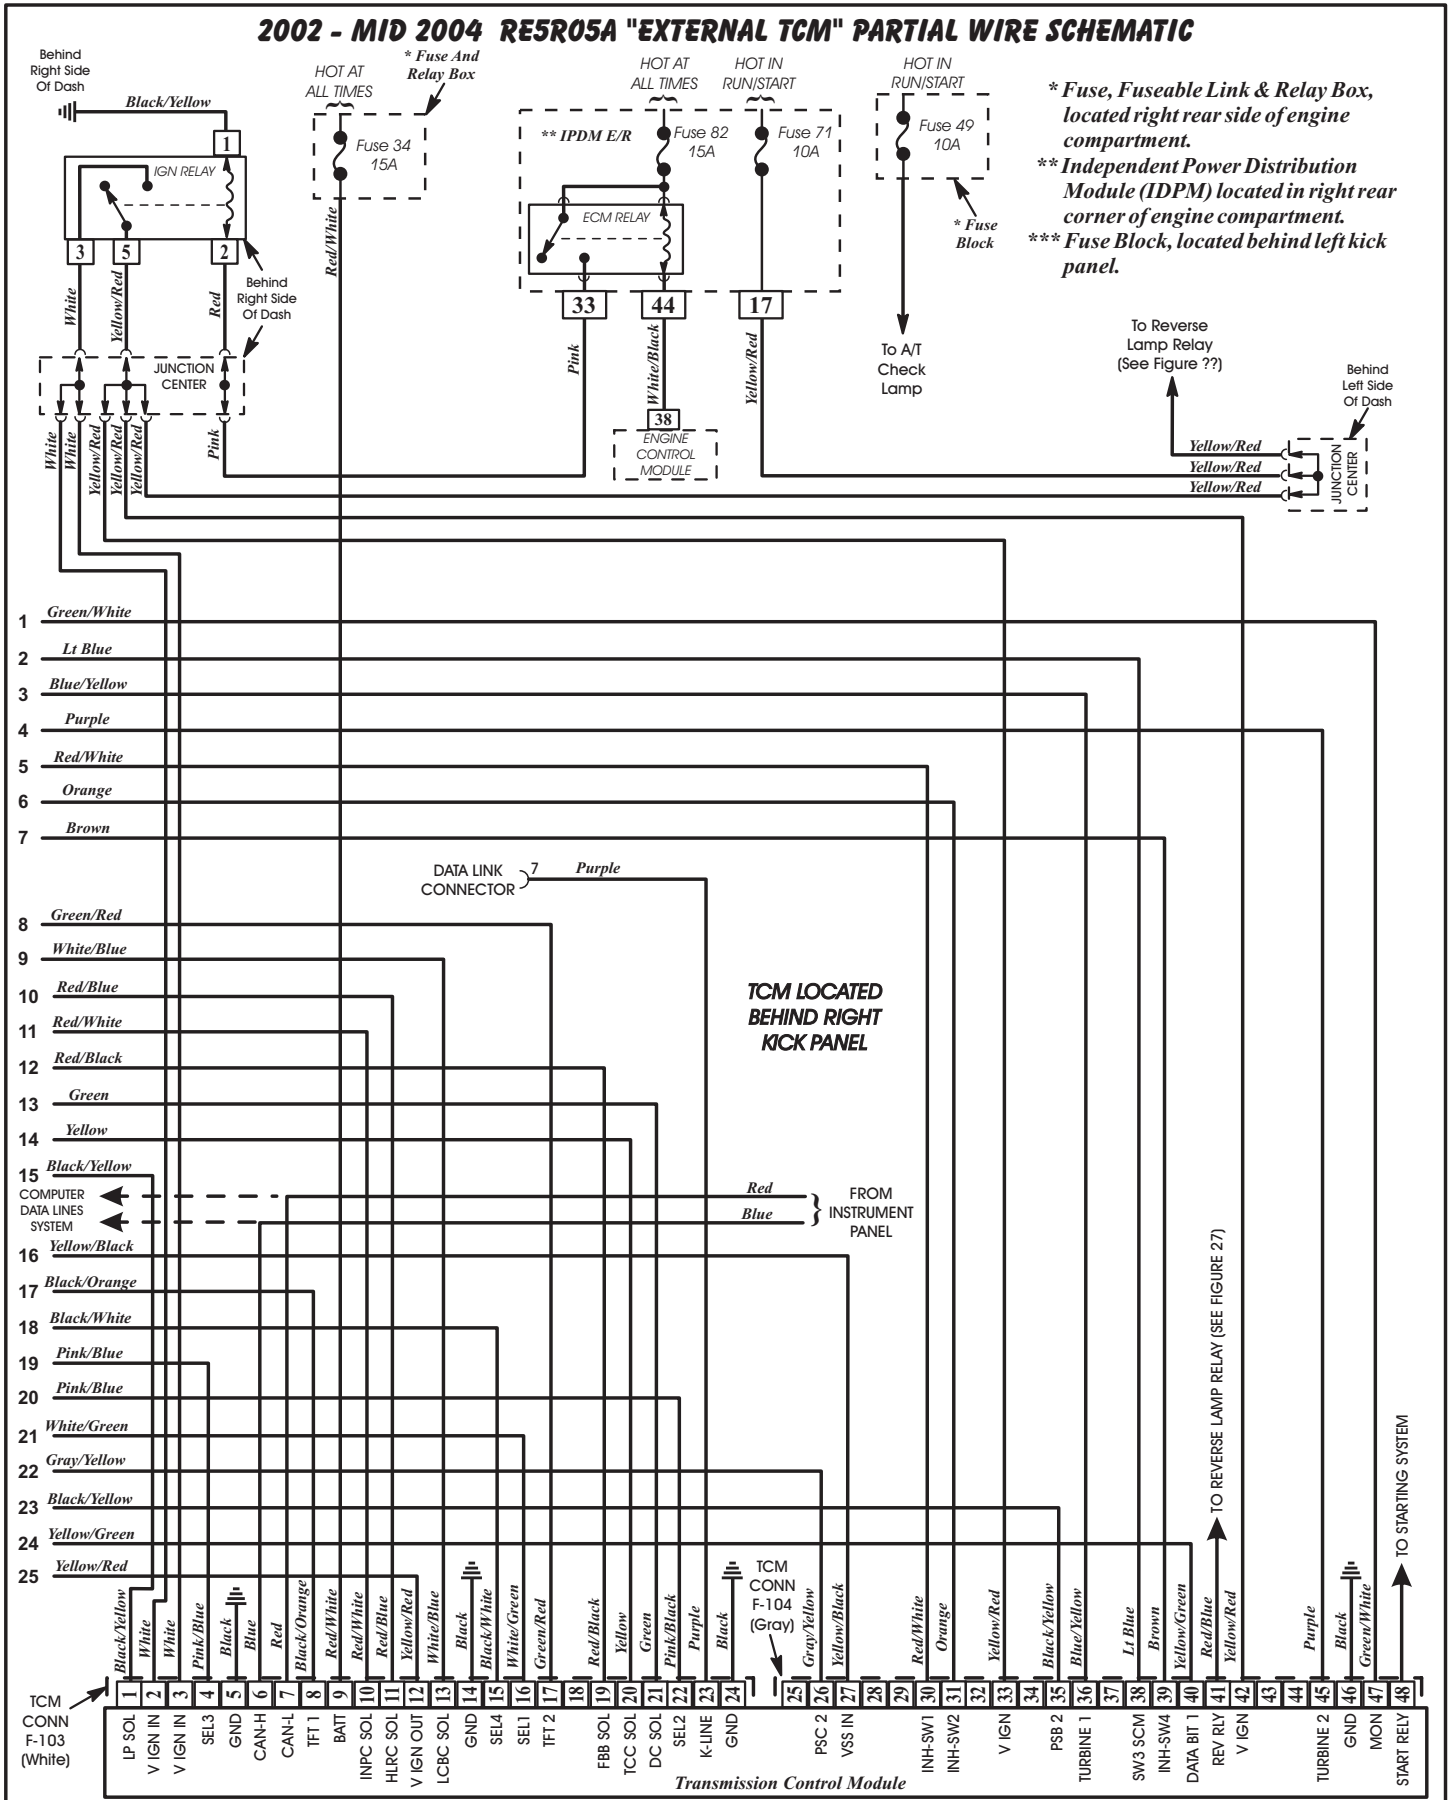 2002 - MID 2004 RE5R05A "EXTERNAL TCM" PARTIAL WIRE SCHEMATIC
Behind
Right Side
Of Dash
Black/Yellow
1
IGN RELAY
3
5
2
White
Yellow/Red
Red
Behind
Right Side
Of Dash
JUNCTION
CENTER
White
White
Yellow/Red
Yellow/Red
Yellow/Red
Pink
HOT AT
ALL TIMES
* Fuse And
Relay Box
Fuse 34
15A
Red/White
HOT AT
ALL TIMES
HOT IN
RUN/START
** IPDM E/R
Fuse 82
15A
Fuse 71
10A
ECM RELAY
33
44
17
Pink
White/Black
Yellow/Red
38
ENGINE
CONTROL
MODULE
HOT IN
RUN/START
Fuse 49
10A
* Fuse
Block
To A/T
Check
Lamp
* Fuse, Fuseable Link & Relay Box,
located right rear side of engine
compartment.
** Independent Power Distribution
Module (IDPM) located in right rear
corner of engine compartment.
*** Fuse Block, located behind left kick
panel.
To Reverse
Lamp Relay
(See Figure ??)
Behind
Left Side
Of Dash
Yellow/Red
Yellow/Red
Yellow/Red
JUNCTION
CENTER
1 Green/White
2 Lt Blue
3 Blue/Yellow
4 Purple
5 Red/White
6 Orange
7 Brown
DATA LINK
CONNECTOR
7 Purple
8 Green/Red
9 White/Blue
10 Red/Blue
11 Red/White
12 Red/Black
13 Green
14 Yellow
15 Black/Yellow
TCM LOCATED
BEHIND RIGHT
KICK PANEL
COMPUTER
DATA LINES
SYSTEM
Red
Blue
FROM
INSTRUMENT
PANEL
16 Yellow/Black
17 Black/Orange
18 Black/White
19 Pink/Blue
20 Pink/Blue
21 White/Green
22 Gray/Yellow
23 Black/Yellow
24 Yellow/Green
25 Yellow/Red
TO REVERSE LAMP RELAY (SEE FIGURE 27)
TO STARTING SYSTEM
TCM
CONN
F-104
(Gray)
Black/Yellow
White
White
Pink/Blue
Black
Blue
Red
Black/Orange
Red/White
Red/White
Red/Blue
Yellow/Red
White/Blue
Black
Black/White
White/Green
Green/Red
Red/Black
Yellow
Green
Pink/Black
Purple
Black
Gray/Yellow
Yellow/Black
Red/White
Orange
Yellow/Red
Black/Yellow
Blue/Yellow
Lt Blue
Brown
Yellow/Green
Red/Blue
Yellow/Red
Purple
Black
Green/White
TCM
CONN
F-103
(White)
1 2 3 4 5 6 7 8 9 10 11 12 13 14 15 16 17 18 19 20 21 22 23 24 25 26 27 28 29 30 31 32 33 34 35 36 37 38 39 40 41 42 43 44 45 46 47 48
LP SOL
V IGN IN
V IGN IN
SEL3
GND
CAN-H
CAN-L
TFT 1
BATT
INPC SOL
HLRC SOL
V IGN OUT
LCBC SOL
GND
SEL4
SEL1
TFT 2
FBB SOL
TCC SOL
DC SOL
SEL2
K-LINE
GND
PSC 2
VSS IN
INH-SW1
INH-SW2
V IGN
PSB 2
TURBINE 1
SW3 SCM
INH-SW4
DATA BIT 1
REV RLY
V IGN
TURBINE 2
GND
MON
START RELY
Transmission Control Module